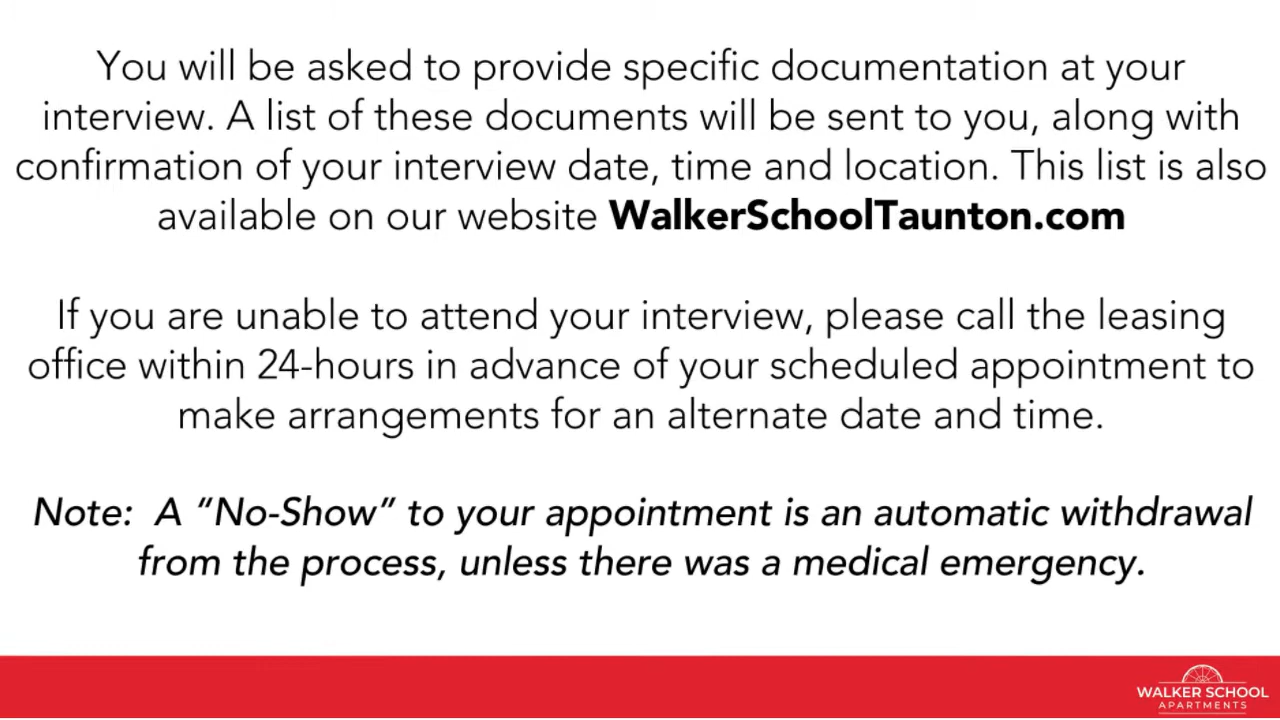 You will be asked to provide specific documentation at your
interview. A list of these documents will be sent to you, along with
confirmation of your interview date, time and location. This list is also
available on our website WalkerSchoolTaunton.com
If you are unable to attend your interview, please call the leasing
office within 24-hours in advance of your scheduled appointment to
make arrangements for an alternate date and time.
Note:  A “No-Show” to your appointment is an automatic withdrawal
from the process, unless there was a medical emergency.
WALKER SCHOOL
APARTMENTS